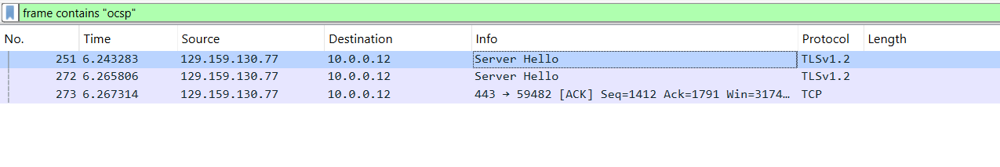 frame contains "ocsp"
No. Time Source Destination Info Protocol Length
251 6.243283 129.159.130.77 10.0.0.12 Server Hello TLSv1.2
272 6.265806 129.159.130.77 10.0.0.12 Server Hello TLSv1.2
273 6.267314 129.159.130.77 10.0.0.12 443 → 59482 [ACK] Seq=1412 Ack=1791 Win=3174… TCP